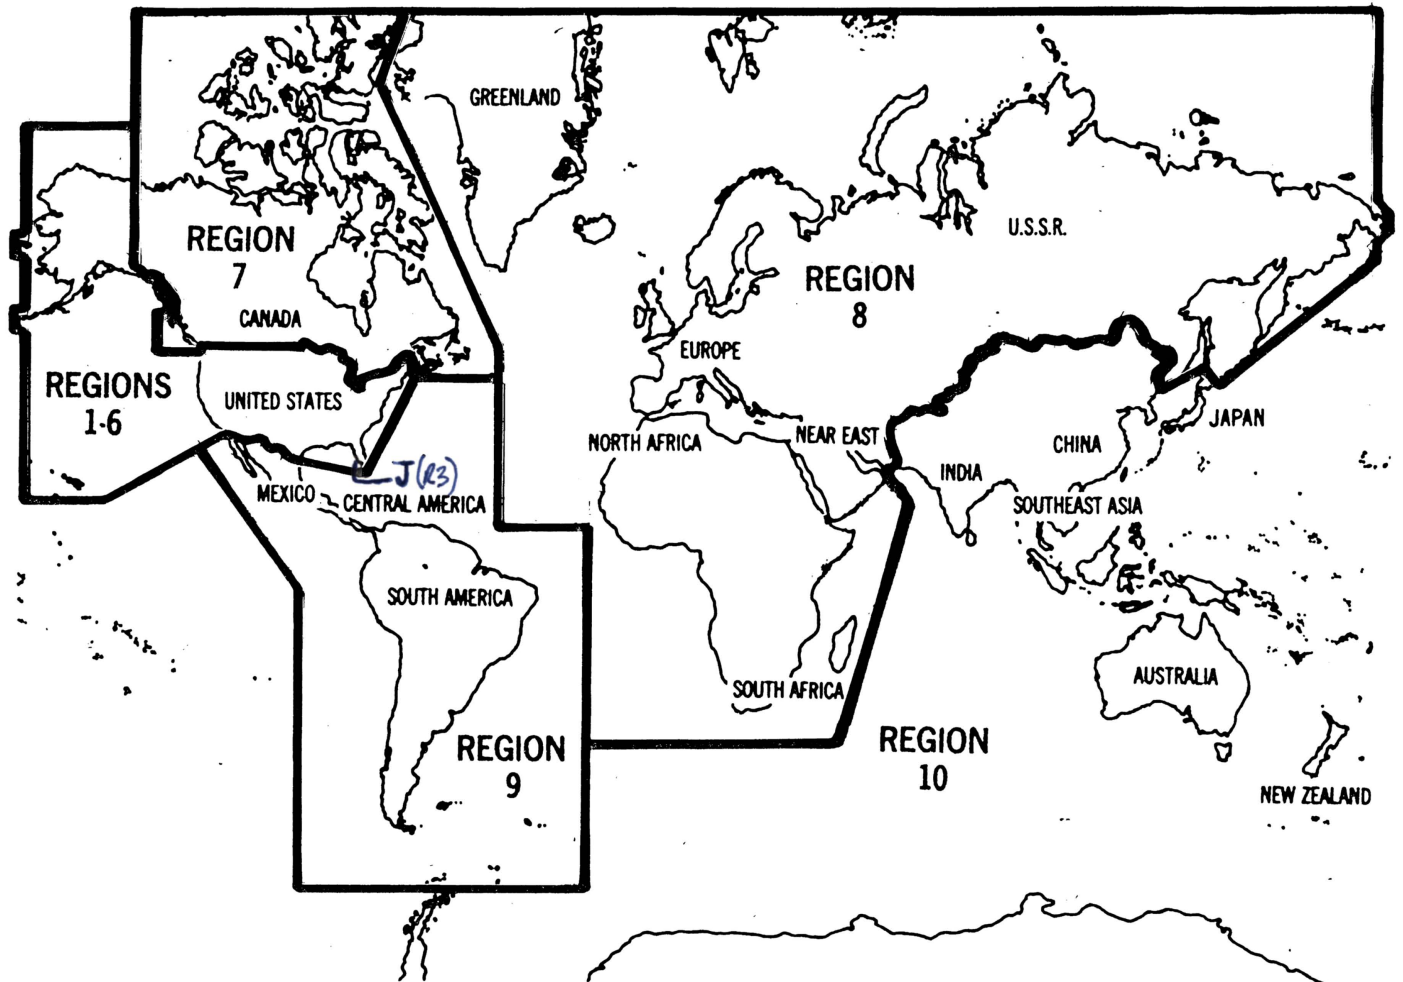 GREENLAND
REGION
7
U.S.S.R.
REGION
8
CANADA
EUROPE
REGIONS
1-6
UNITED STATES
JAPAN
NORTH AFRICA
NEAR EAST
CHINA
INDIA
J(R3)
MEXICO
CENTRAL AMERICA
SOUTHEAST ASIA
SOUTH AMERICA
AUSTRALIA
SOUTH AFRICA
REGION
9
REGION
10
NEW ZEALAND